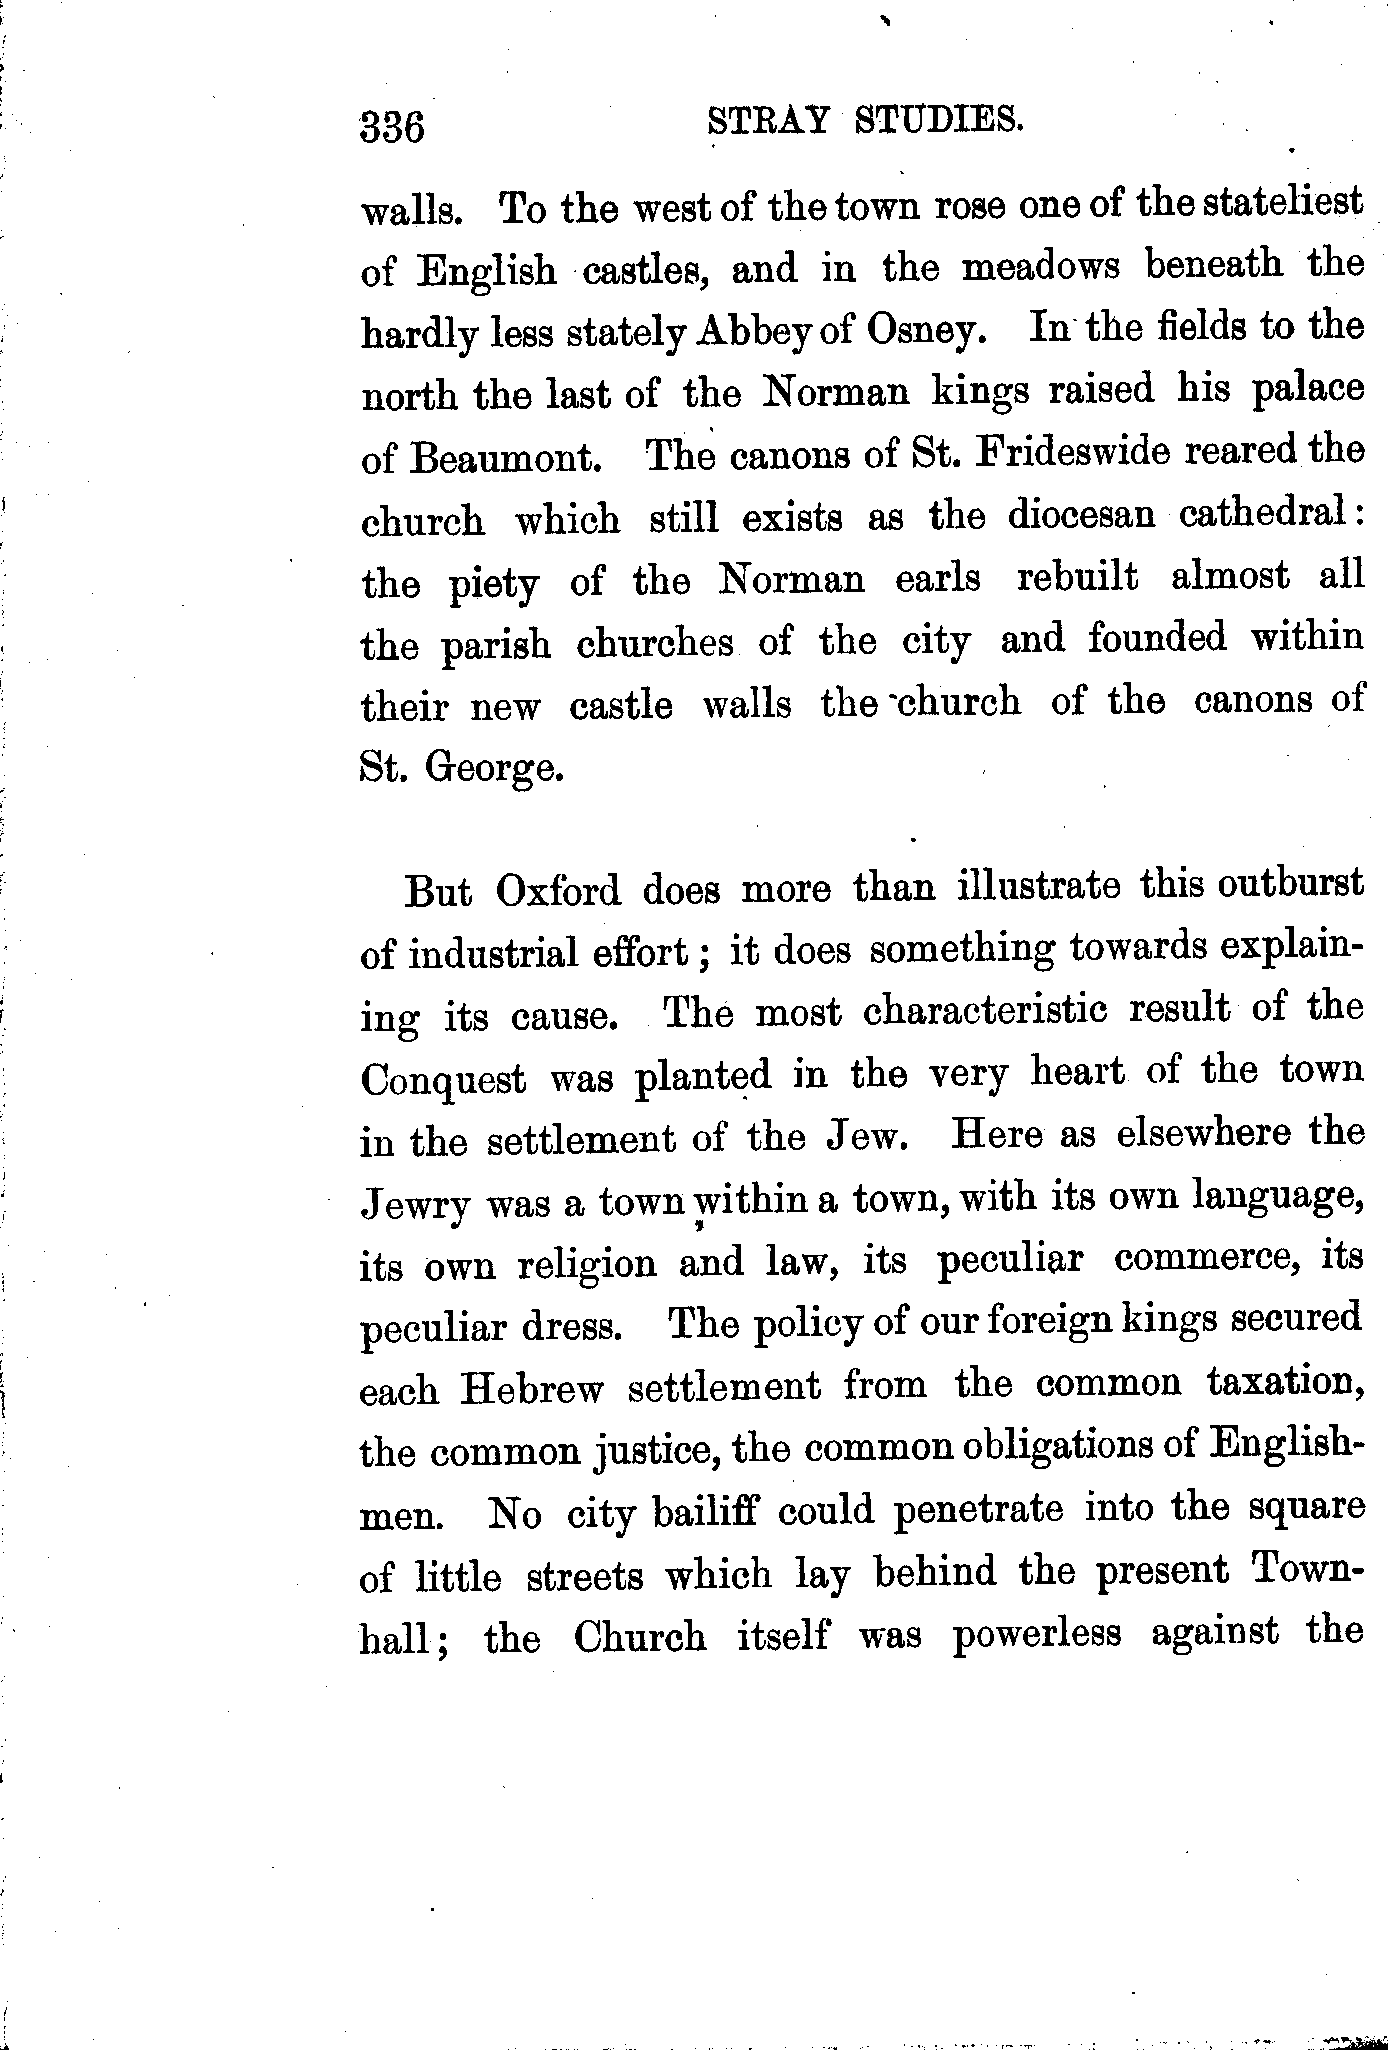 336 STRAY STUDIES.
walls. To the west of the town rose one of the stateliest
of English castles, and in the meadows beneath the
hardly less stately Abbey of Osney. In the fields to the
north the last of the Norman kings raised his palace
of Beaumont. The canons of St. Frideswide reared the
church which still exists as the diocesan cathedral:
the piety of the Norman earls rebuilt almost all
the parish churches of the city and founded within
their new castle walls the church of the canons of
St. George.
But Oxford does more than illustrate this outburst
of industrial effort; it does something towards explain-
ing its cause. The most characteristic result of the
Conquest was planted in the very heart of the town
in the settlement of the Jew. Here as elsewhere the
Jewry was a town within a town, with its own language,
its own religion and law, its peculiar commerce, its
peculiar dress. The policy of our foreign kings secured
each Hebrew settlement from the common taxation,
the common justice, the common obligations of English-
men. No city bailiff could penetrate into the square
of little streets which lay behind the present Town-
hall; the Church itself was powerless against the